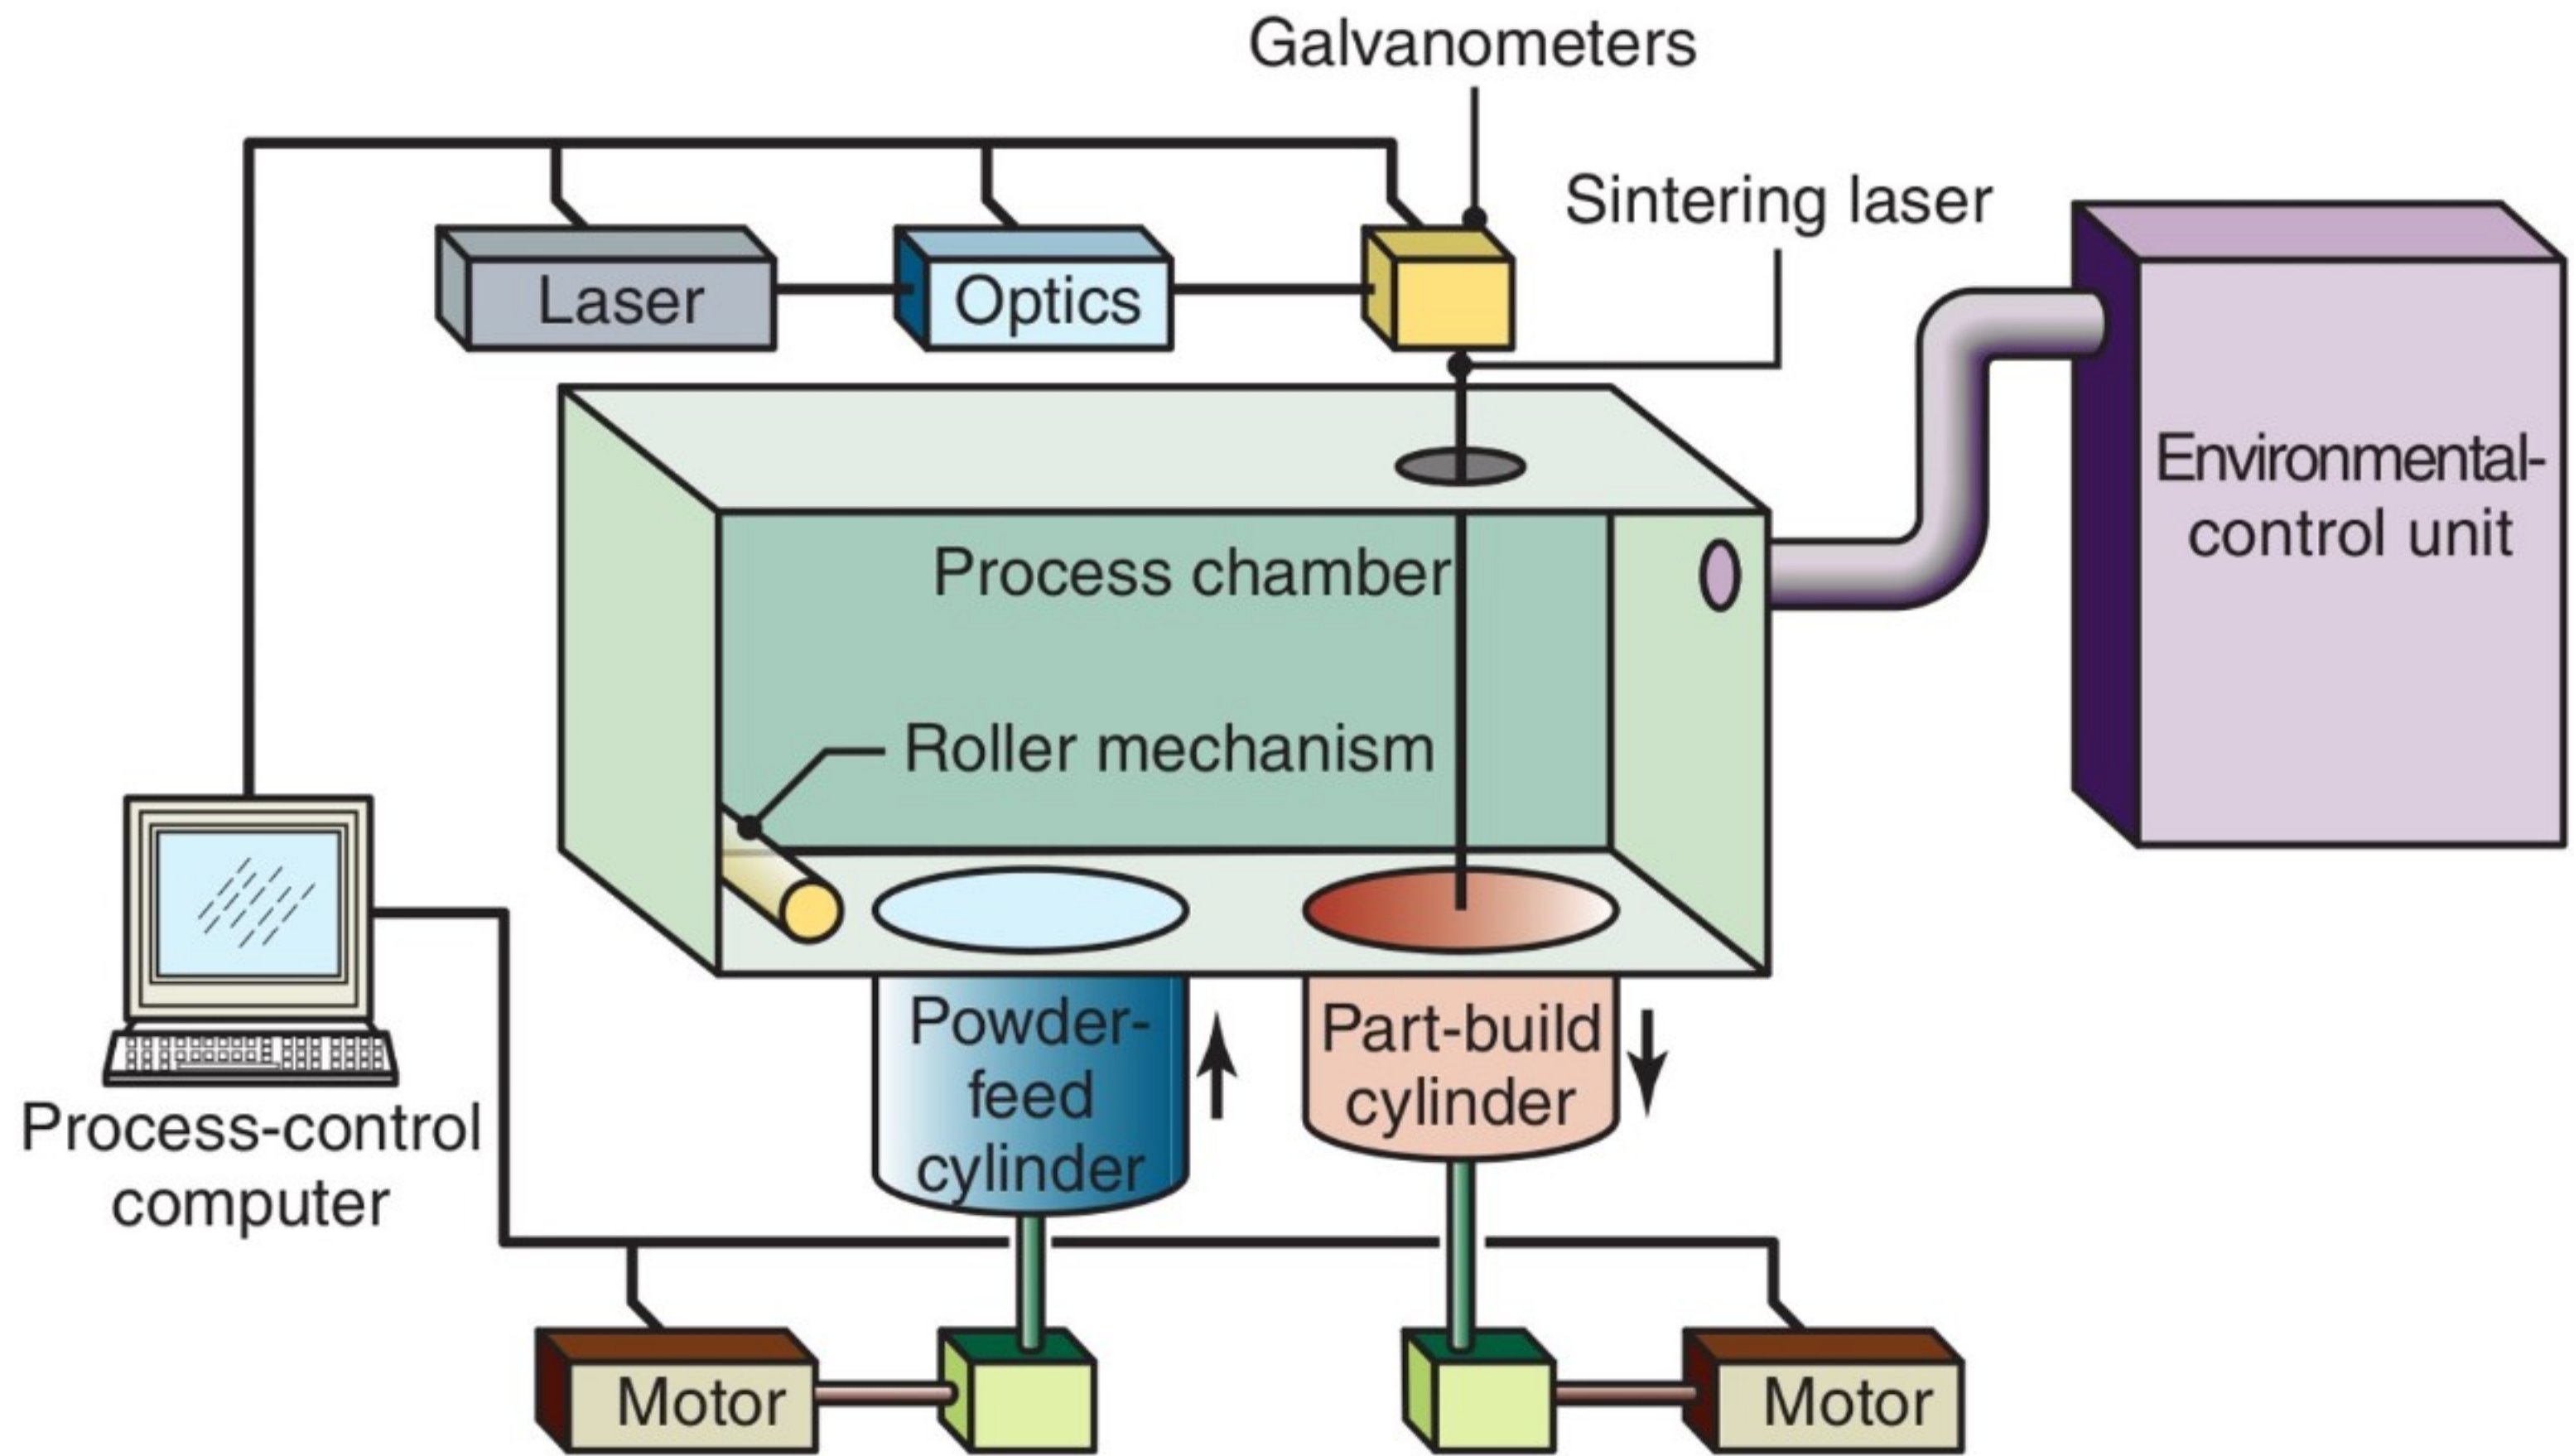 Galvanometers
Sintering laser
Laser
Optics
Environmental-
control unit
Process chamber
Roller mechanism
Powder-
feed
cylinder
Part-build
cylinder
Process-control
computer
Motor
Motor